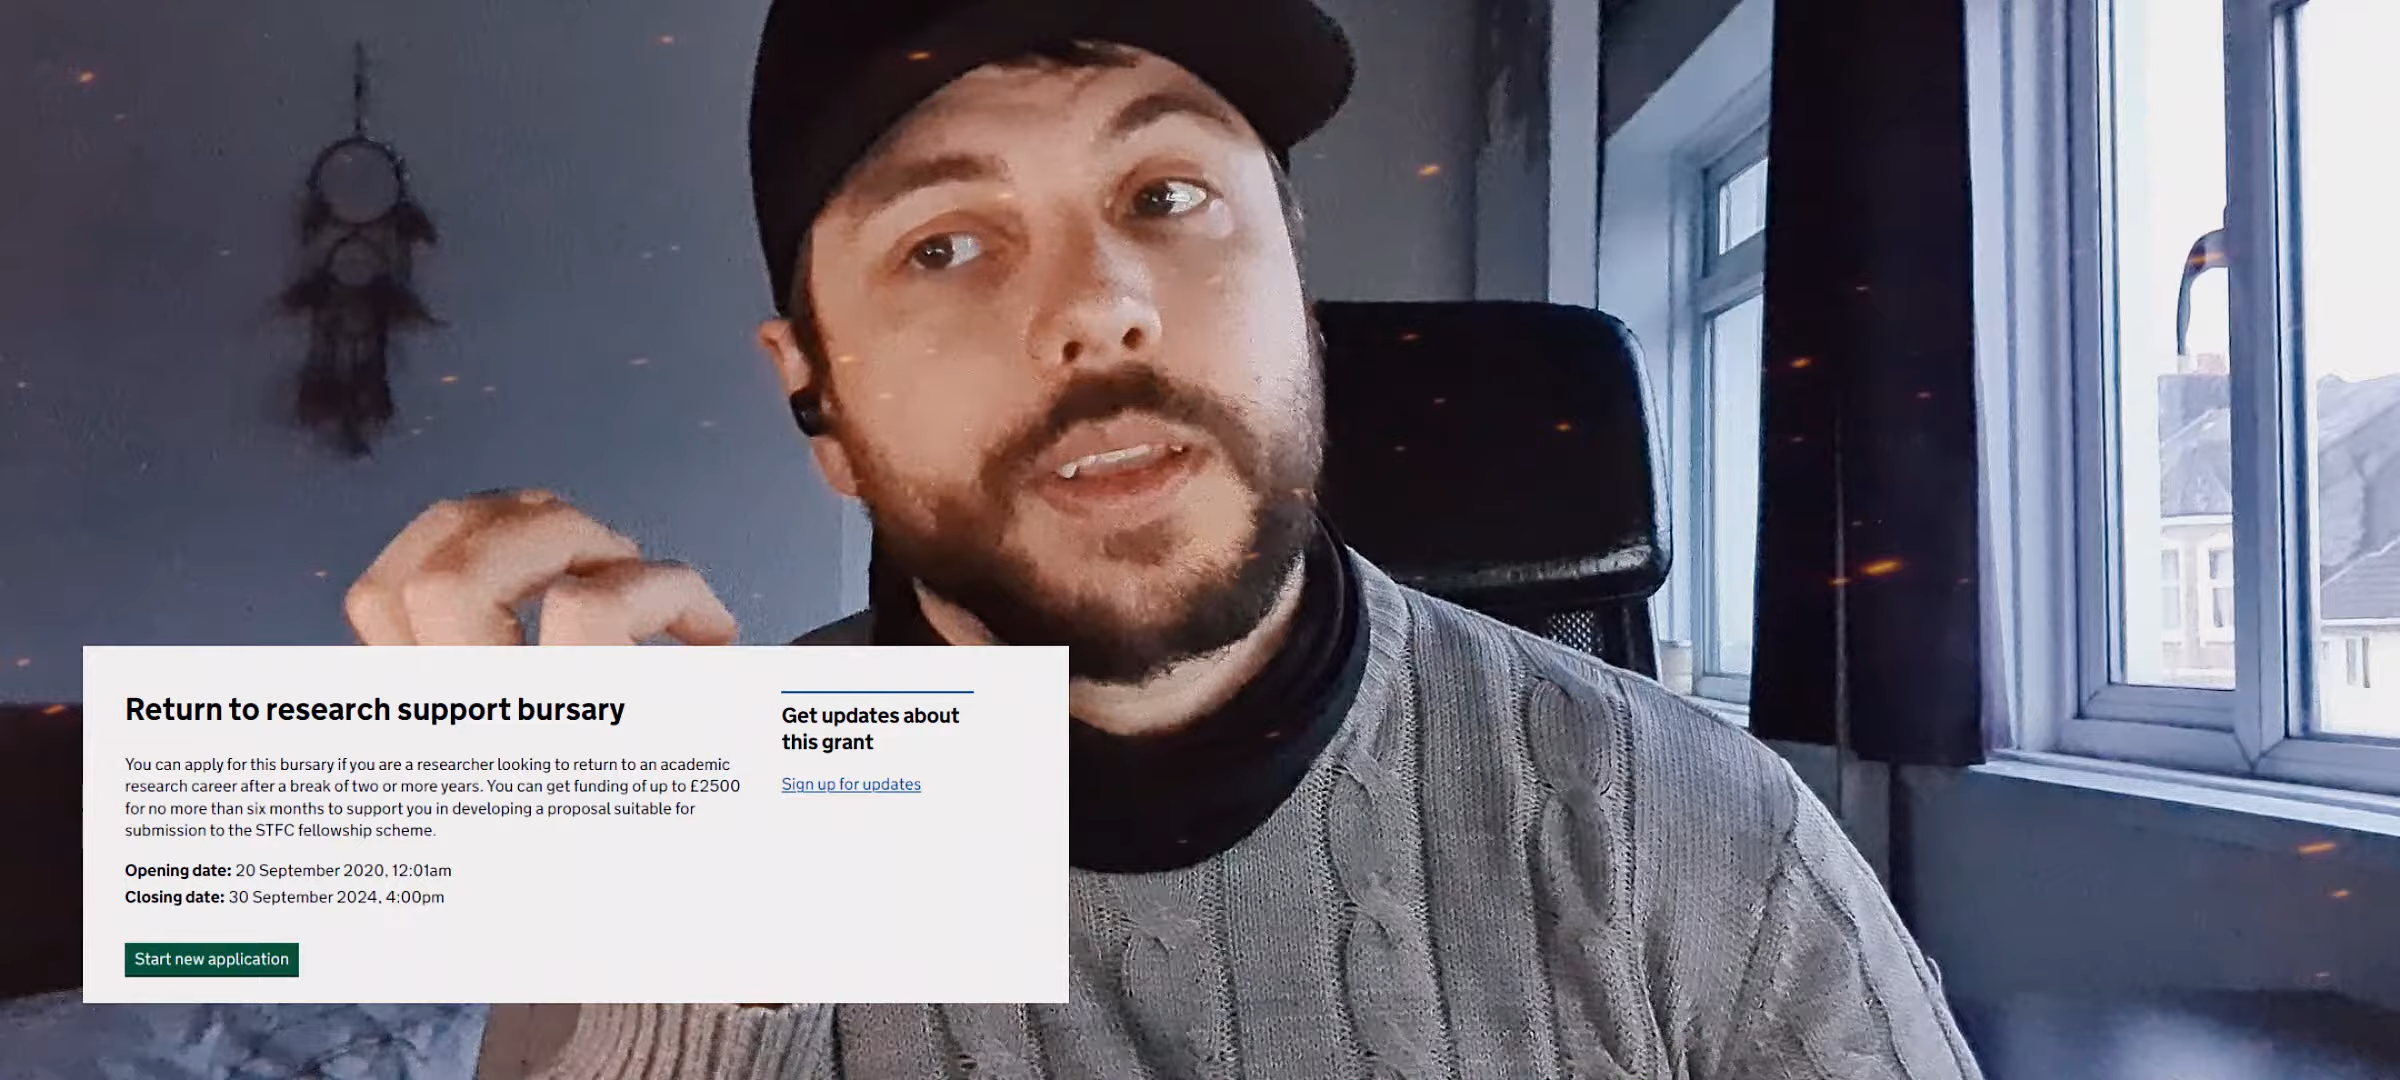 Return to research support bursary
You can apply for this bursary if you are a researcher looking to return to an academic
research career after a break of two or more years. You can get funding of up to £2500
for no more than six months to support you in developing a proposal suitable for
submission to the STFC fellowship scheme.
Opening date: 20 September 2020, 12:01am
Closing date: 30 September 2024, 4:00pm
Start new application
Get updates about
this grant
Sign up for updates